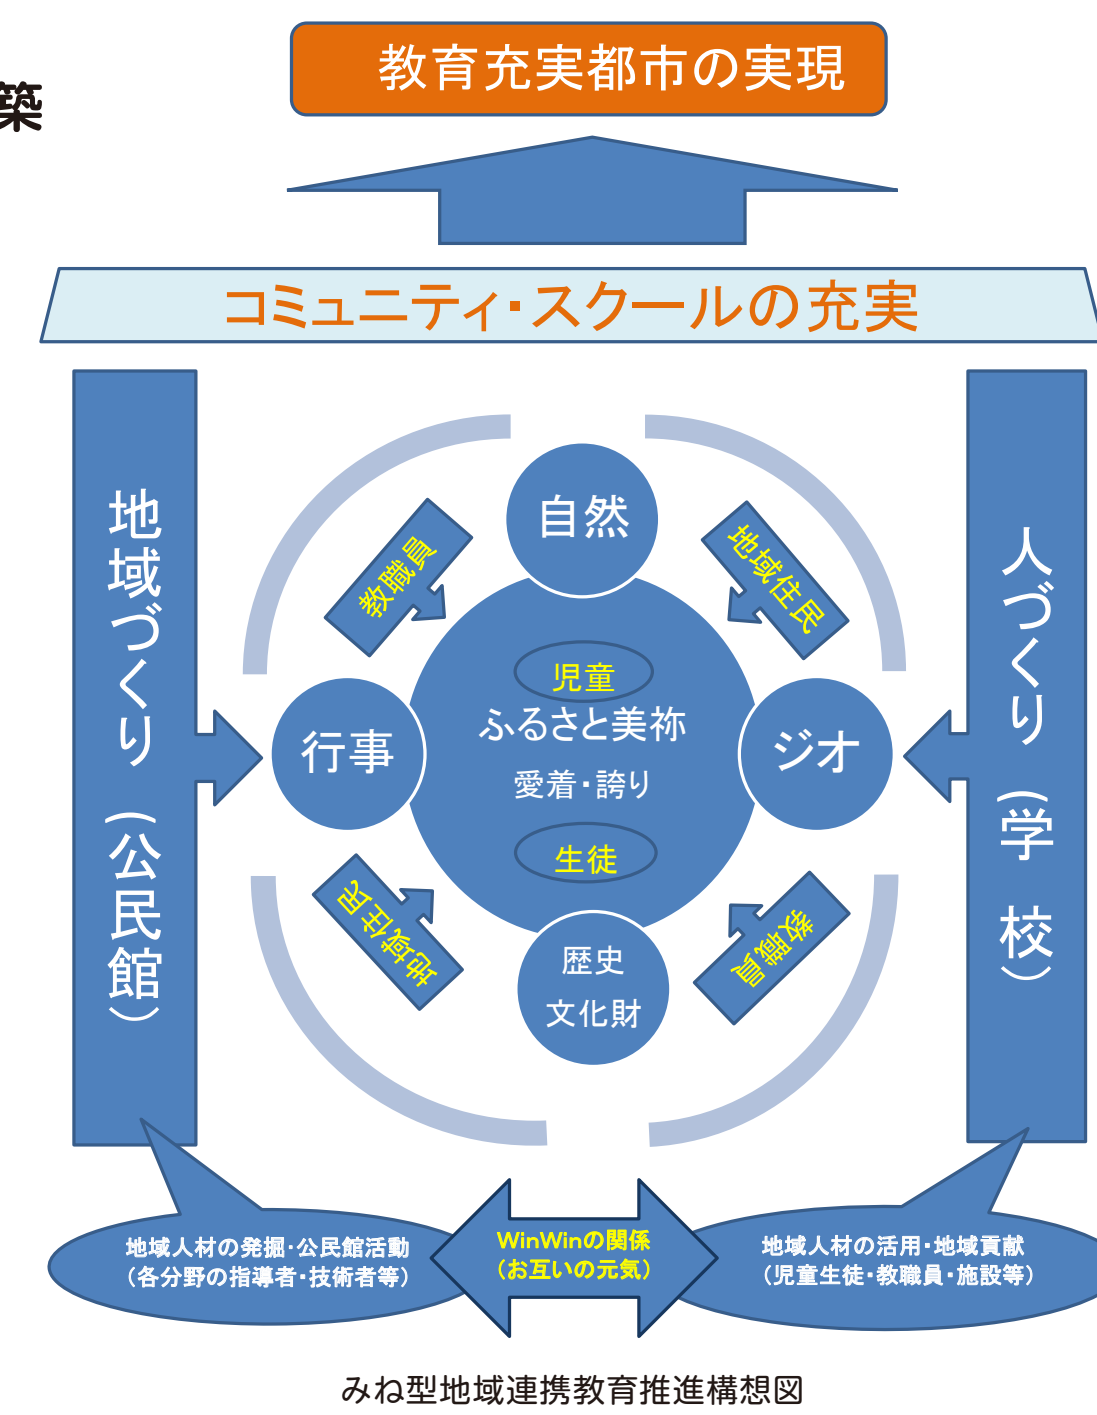 築
教育充実都市の実現
コミュニティ・スクールの充実
地域づくり（公民館）
人づくり（学 校）
自然
教職員
地域住民
児童
ふるさと美祢
愛着・誇り
生徒
行事
ジオ
地域住民
教職員
歴史
文化財
地域人材の発掘・公民館活動
（各分野の指導者・技術者等）
WinWinの関係
（お互いの元気）
地域人材の活用・地域貢献
（児童生徒・教職員・施設等）
みね型地域連携教育推進構想図